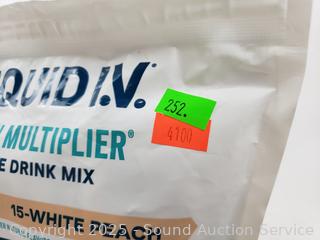 QUID I.V.
MULTIPLIER®
E DRINK MIX
252.
4100
15-WHITE PEACH
Copyright 2025 - Sound Auction Service